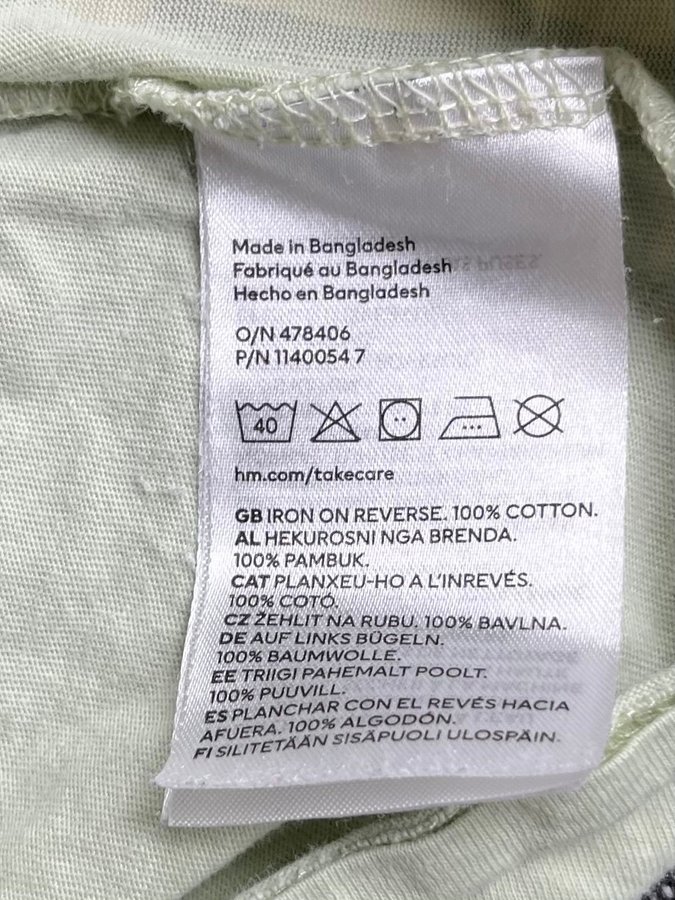 Made in Bangladesh
Fabriqué au Bangladesh
Hecho en Bangladesh
O/N 478406
P/N 1140054 7
40
hm.com/takecare
GB IRON ON REVERSE. 100% COTTON.
AL HEKUROSNI NGA BRENDA.
100% PAMBUK.
CAT PLANXEU-HO A L'INREVÉS.
100% COTÓ.
CZ ŽEHLIT NA RUBU. 100% BAVLNA.
DE AUF LINKS BÜGELN.
100% BAUMWOLLE.
EE TRIIGI PAHEMALT POOLT.
100% PUUVILL.
ES PLANCHAR CON EL REVÉS HACIA
AFUERA. 100% ALGODÓN.
FI SILITETÄÄN SISÄPUOLI ULOSPÄIN.